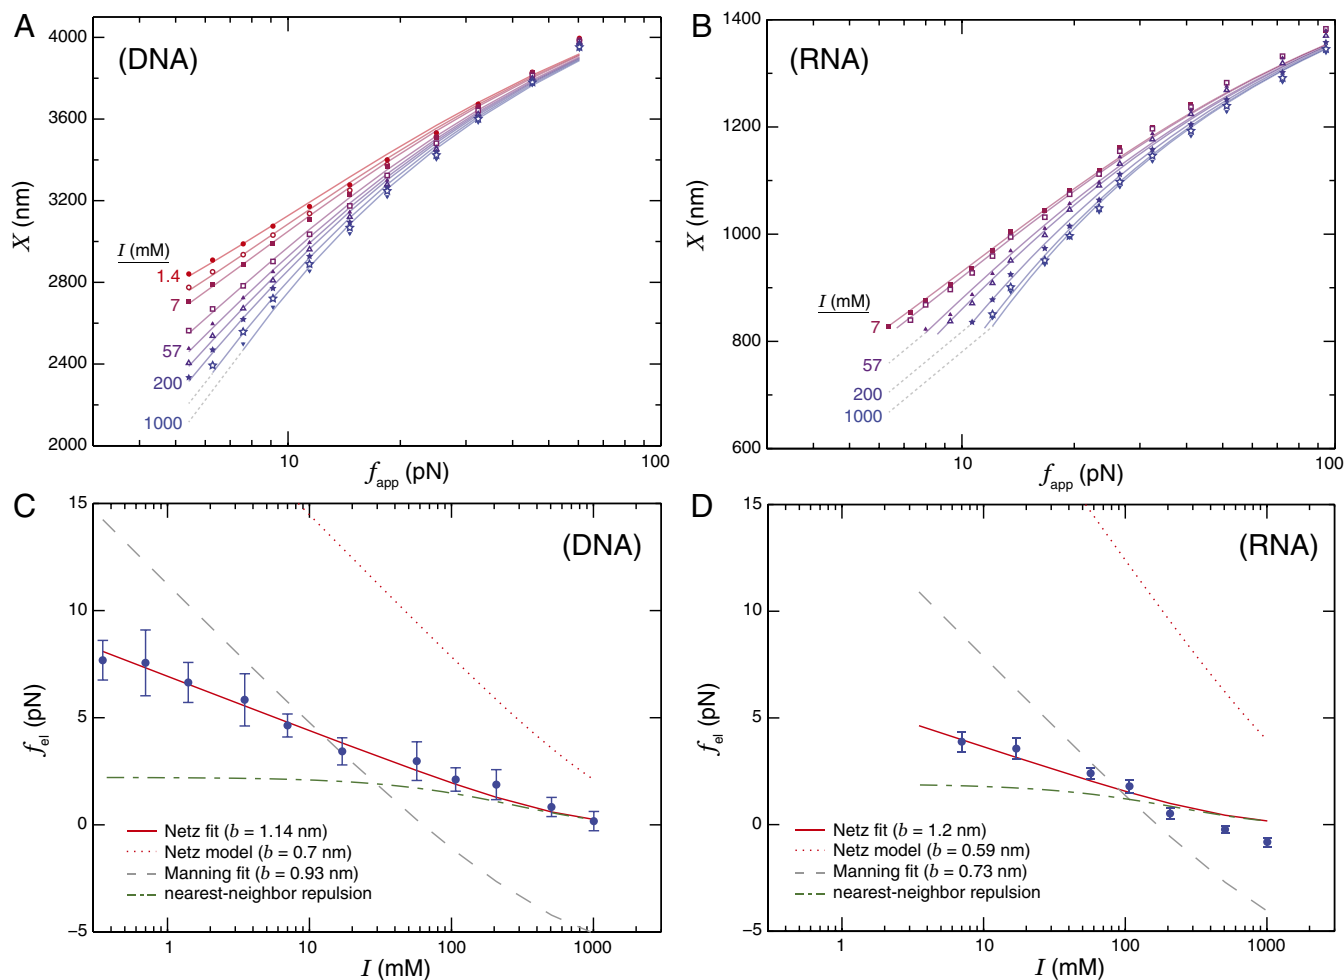 A
(DNA)
4000
3600
3200
2800
2400
2000
X (nm)
I (mM)
1.4
7
57
200
1000
10
100
f_app (pN)
B
(RNA)
1400
1200
1000
800
600
X (nm)
I (mM)
7
57
200
1000
10
100
f_app (pN)
C
(DNA)
15
10
5
0
−5
f_el (pN)
Netz fit (b = 1.14 nm)
Netz model (b = 0.7 nm)
Manning fit (b = 0.93 nm)
nearest-neighbor repulsion
1
10
100
1000
I (mM)
D
(RNA)
15
10
5
0
−5
f_el (pN)
Netz fit (b = 1.2 nm)
Netz model (b = 0.59 nm)
Manning fit (b = 0.73 nm)
nearest-neighbor repulsion
1
10
100
1000
I (mM)